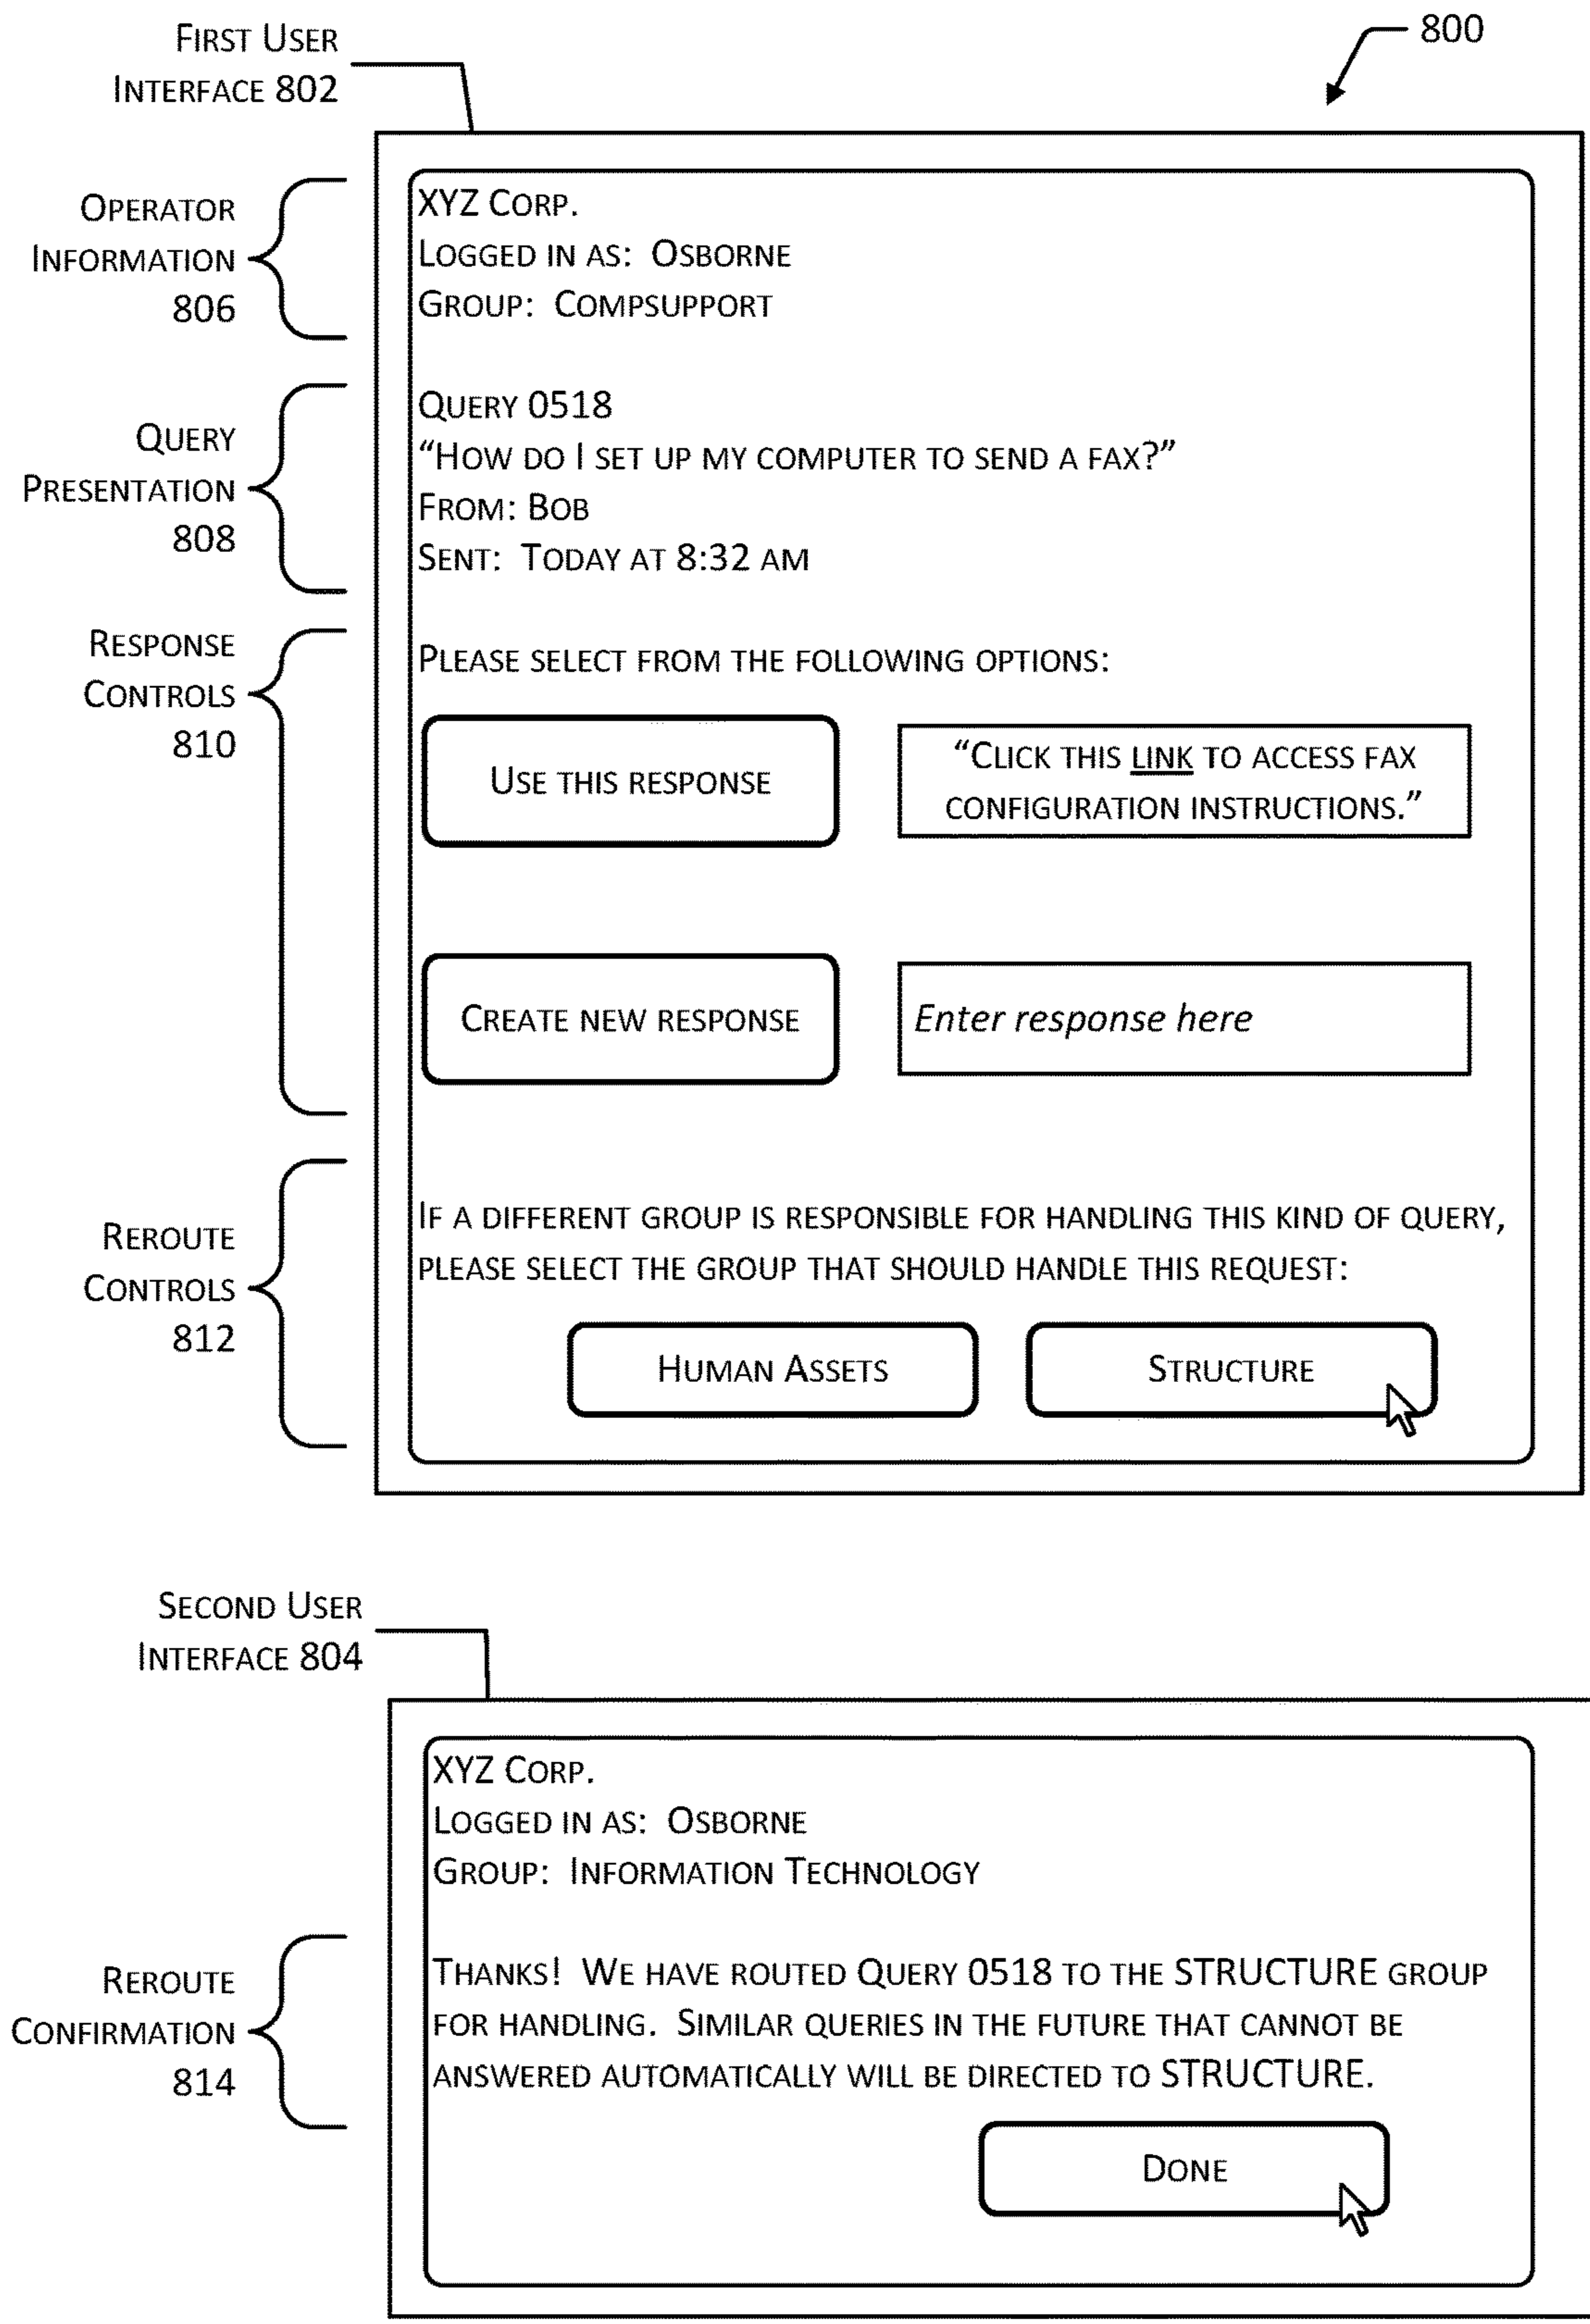 800
FIRST USER
INTERFACE 802
OPERATOR
INFORMATION
806
XYZ CORP.
LOGGED IN AS: OSBORNE
GROUP: COMPSUPPORT
QUERY
PRESENTATION
808
QUERY 0518
“HOW DO I SET UP MY COMPUTER TO SEND A FAX?”
FROM: BOB
SENT: TODAY AT 8:32 AM
RESPONSE
CONTROLS
810
PLEASE SELECT FROM THE FOLLOWING OPTIONS:
USE THIS RESPONSE
“CLICK THIS LINK TO ACCESS FAX
CONFIGURATION INSTRUCTIONS.”
CREATE NEW RESPONSE
Enter response here
REROUTE
CONTROLS
812
IF A DIFFERENT GROUP IS RESPONSIBLE FOR HANDLING THIS KIND OF QUERY,
PLEASE SELECT THE GROUP THAT SHOULD HANDLE THIS REQUEST:
HUMAN ASSETS
STRUCTURE
SECOND USER
INTERFACE 804
XYZ CORP.
LOGGED IN AS: OSBORNE
GROUP: INFORMATION TECHNOLOGY
REROUTE
CONFIRMATION
814
THANKS! WE HAVE ROUTED QUERY 0518 TO THE STRUCTURE GROUP
FOR HANDLING. SIMILAR QUERIES IN THE FUTURE THAT CANNOT BE
ANSWERED AUTOMATICALLY WILL BE DIRECTED TO STRUCTURE.
DONE